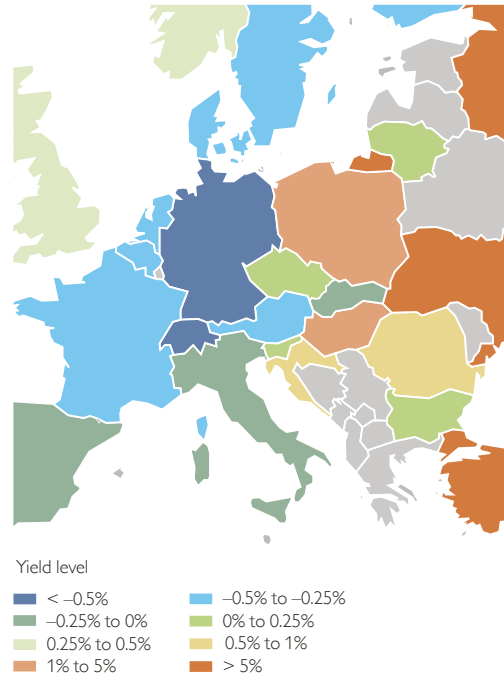 Yield level
< –0.5%
–0.5% to –0.25%
–0.25% to 0%
0% to 0.25%
0.25% to 0.5%
0.5% to 1%
1% to 5%
> 5%